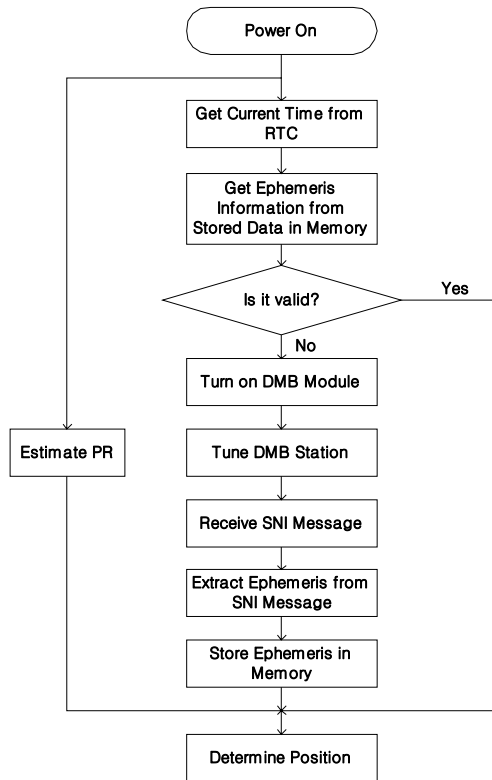 Power On
Get Current Time from
RTC
Get Ephemeris
Information from
Stored Data in Memory
Is it valid?
Yes
No
Turn on DMB Module
Estimate PR
Tune DMB Station
Receive SNI Message
Extract Ephemeris from
SNI Message
Store Ephemeris in
Memory
Determine Position